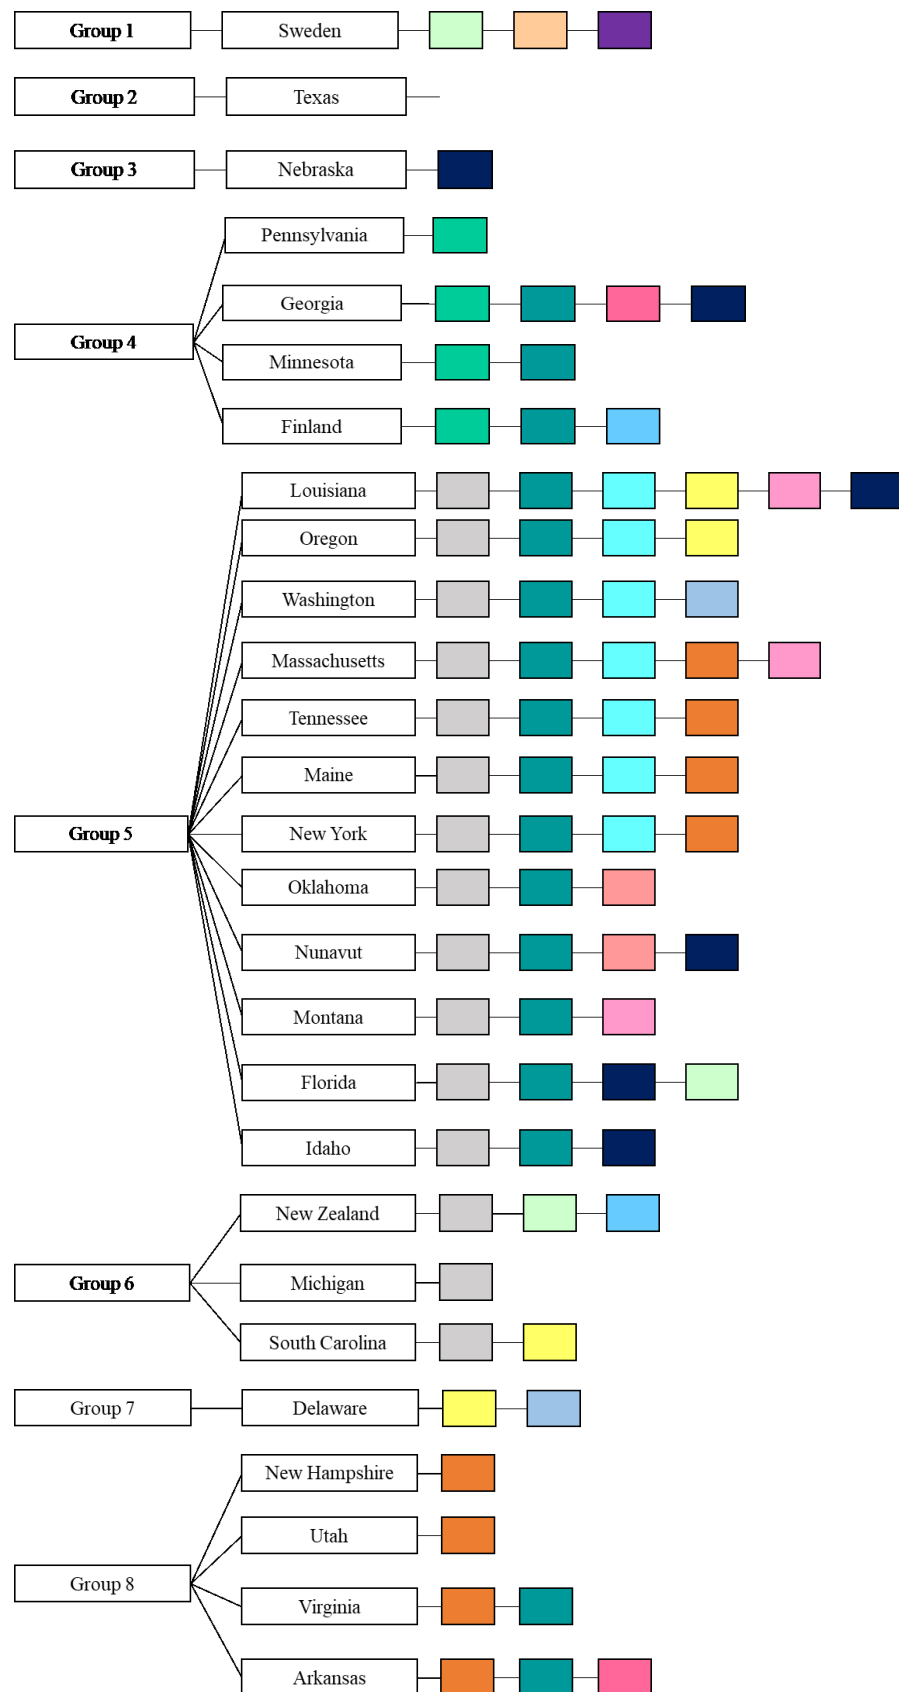 Group 1
Sweden
Group 2
Texas
Group 3
Nebraska
Group 4
Pennsylvania
Georgia
Minnesota
Finland
Group 5
Louisiana
Oregon
Washington
Massachusetts
Tennessee
Maine
New York
Oklahoma
Nunavut
Montana
Florida
Idaho
Group 6
New Zealand
Michigan
South Carolina
Group 7
Delaware
Group 8
New Hampshire
Utah
Virginia
Arkansas